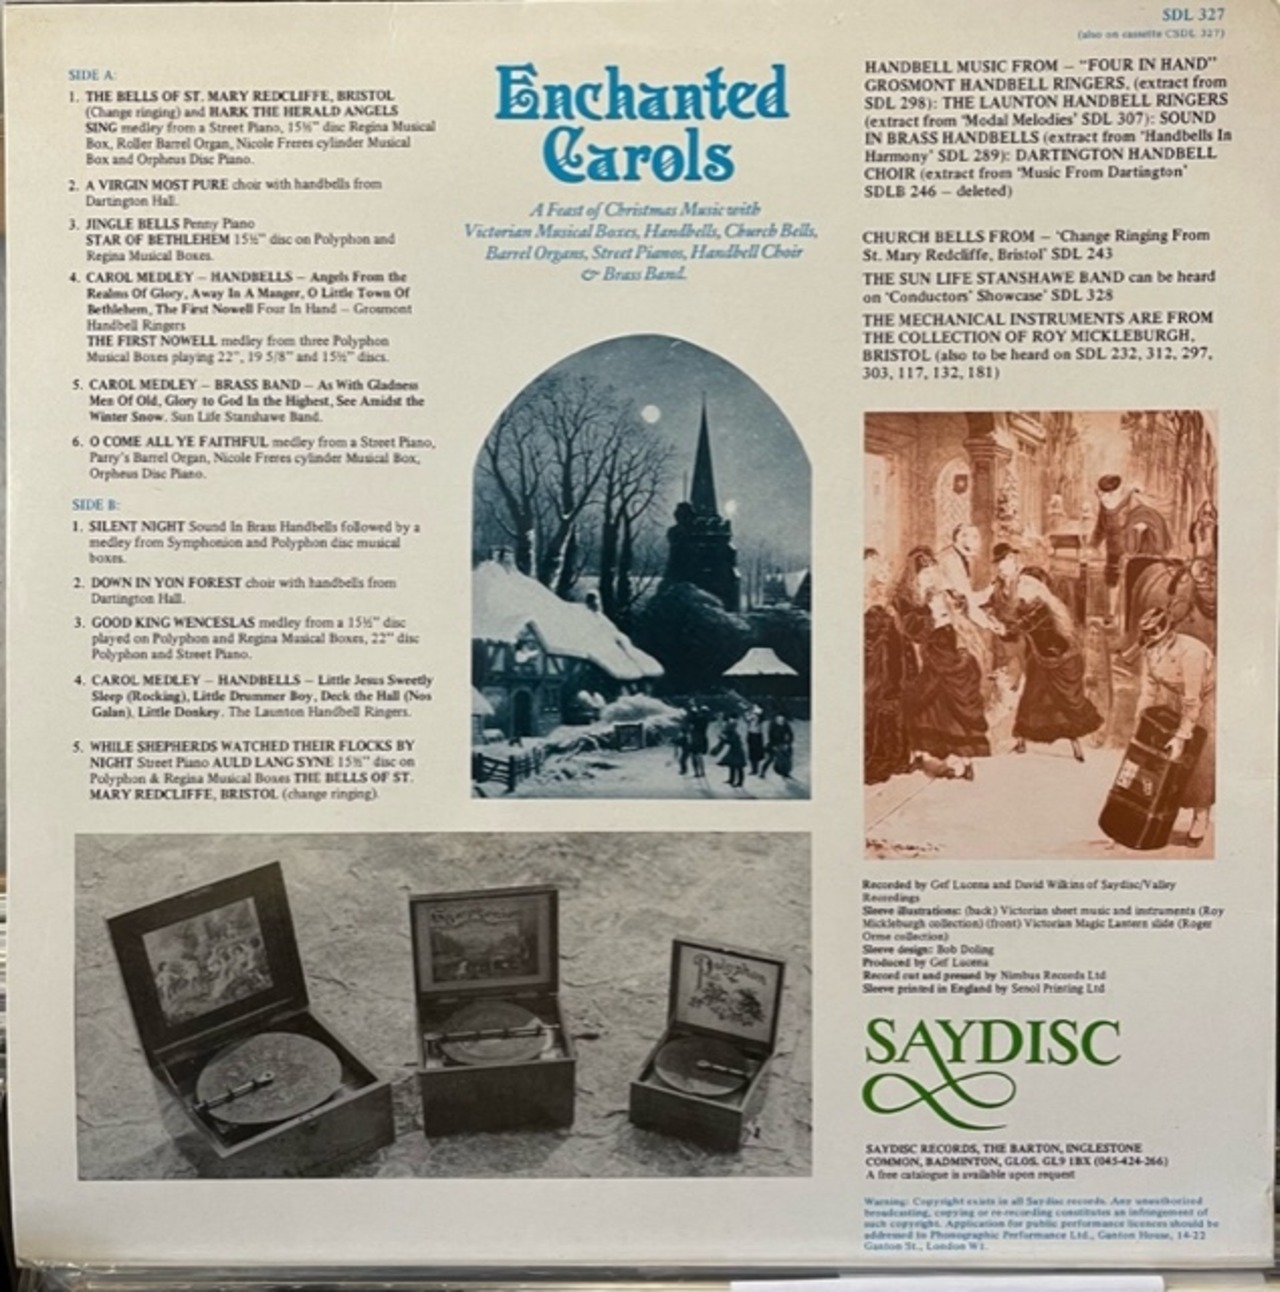 SDL 327
(also on cassette CSDL 327)
SIDE A:
1. THE BELLS OF ST. MARY REDCLIFFE, BRISTOL
(Change ringing) and HARK THE HERALD ANGELS
SING medley from a Street Piano, 15½" disc Regina Musical
Box, Roller Barrel Organ, Nicole Freres cylinder Musical
Box and Orpheus Disc Piano.
2. A VIRGIN MOST PURE choir with handbells from
Dartington Hall.
3. JINGLE BELLS Penny Piano
STAR OF BETHLEHEM 15½" disc on Polyphon and
Regina Musical Boxes.
4. CAROL MEDLEY – HANDBELLS – Angels From the
Realms Of Glory, Away In A Manger, O Little Town Of
Bethlehem, The First Nowell Four In Hand – Grosmont
Handbell Ringers
THE FIRST NOWELL medley from three Polyphon
Musical Boxes playing 22", 19 5/8" and 15½" discs.
5. CAROL MEDLEY – BRASS BAND – As With Gladness
Men Of Old, Glory to God In the Highest, See Amidst the
Winter Snow. Sun Life Stanshawe Band.
6. O COME ALL YE FAITHFUL medley from a Street Piano,
Parry's Barrel Organ, Nicole Freres cylinder Musical Box,
Orpheus Disc Piano.
SIDE B:
1. SILENT NIGHT Sound In Brass Handbells followed by a
medley from Symphonion and Polyphon disc musical
boxes.
2. DOWN IN YON FOREST choir with handbells from
Dartington Hall.
3. GOOD KING WENCESLAS medley from a 15½" disc
played on Polyphon and Regina Musical Boxes, 22" disc
Polyphon and Street Piano.
4. CAROL MEDLEY – HANDBELLS – Little Jesus Sweetly
Sleep (Rocking), Little Drummer Boy, Deck the Hall (Nos
Galan), Little Donkey. The Launton Handbell Ringers.
5. WHILE SHEPHERDS WATCHED THEIR FLOCKS BY
NIGHT Street Piano AULD LANG SYNE 15½" disc on
Polyphon & Regina Musical Boxes THE BELLS OF ST.
MARY REDCLIFFE, BRISTOL (change ringing).
Enchanted
Carols
A Feast of Christmas Music with
Victorian Musical Boxes, Handbells, Church Bells,
Barrel Organs, Street Pianos, Handbell Choir
& Brass Band.
HANDBELL MUSIC FROM – "FOUR IN HAND"
GROSMONT HANDBELL RINGERS, (extract from
SDL 298): THE LAUNTON HANDBELL RINGERS
(extract from 'Modal Melodies' SDL 307): SOUND
IN BRASS HANDBELLS (extract from 'Handbells In
Harmony' SDL 289): DARTINGTON HANDBELL
CHOIR (extract from 'Music From Dartington'
SDLB 246 – deleted)
CHURCH BELLS FROM – 'Change Ringing From
St. Mary Redcliffe, Bristol' SDL 243
THE SUN LIFE STANSHAWE BAND can be heard
on 'Conductors' Showcase' SDL 328
THE MECHANICAL INSTRUMENTS ARE FROM
THE COLLECTION OF ROY MICKLEBURGH,
BRISTOL (also to be heard on SDL 232, 312, 297,
303, 117, 132, 181)
Polyphon
Recorded by Gef Lucena and David Wilkins of Saydisc/Valley
Recordings
Sleeve illustrations: (back) Victorian sheet music and instruments (Roy
Mickleburgh collection) (front) Victorian Magic Lantern slide (Roger
Orme collection)
Sleeve design: Bob Doling
Produced by Gef Lucena
Record cut and pressed by Nimbus Records Ltd
Sleeve printed in England by Senol Printing Ltd
SAYDISC
SAYDISC RECORDS, THE BARTON, INGLESTONE
COMMON, BADMINTON, GLOS. GL9 1BX (045-424-266)
A free catalogue is available upon request
Warning: Copyright exists in all Saydisc records. Any unauthorized
broadcasting, copying or re-recording constitutes an infringement of
such copyright. Application for public performance licences should be
addressed to Phonographic Performance Ltd., Ganton House, 14-22
Ganton St., London W1.